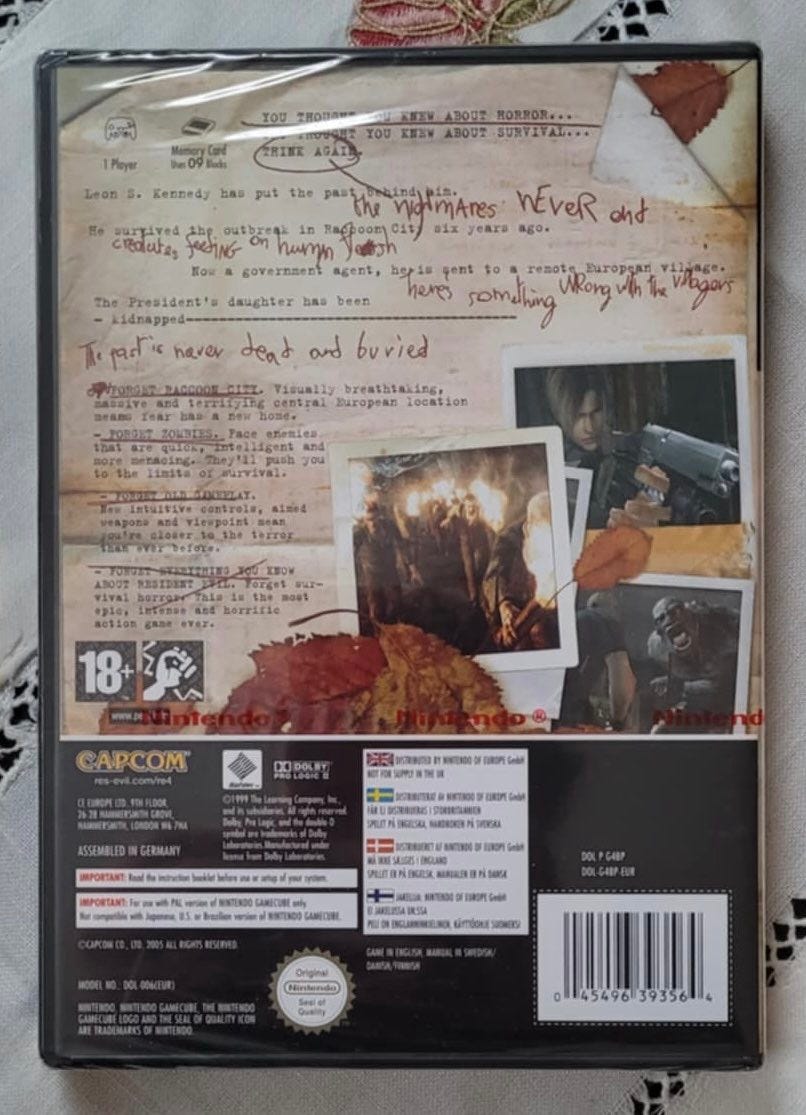 YOU THOUGHT YOU KNEW ABOUT HORROR...
THOUGHT YOU KNEW ABOUT SURVIVAL...
THINK AGAIN.
1 Player
Memory Card
Uses 09 Blocks
Leon S. Kennedy has put the past behind him.
the nightmares NEVER end
He survived the outbreak in Raccoon City six years ago.
creatures feeding on human flesh
Now a government agent, he is sent to a remote European village.
heres something wrong with the villagers
The President's daughter has been
- kidnapped
The past is never dead and buried
FORGET RACCOON CITY. Visually breathtaking,
massive and terrifying central European location
means fear has a new home.
- FORGET ZOMBIES. Face enemies
that are quick, intelligent and
more menacing. They'll push you
to the limits of survival.
- FORGET OLD GAMEPLAY.
New intuitive controls, aimed
weapons and viewpoint mean
you're closer to the terror
than ever before.
- FORGET EVERYTHING YOU KNOW
ABOUT RESIDENT EVIL. Forget sur-
vival horror. This is the most
epic, intense and horrific
action game ever.
18+
www.pe
Nintendo
Nintendo ®
Nintend
CAPCOM
res-evil.com/re4
CE EUROPE LTD. 9TH FLOOR,
26-28 HAMMERSMITH GROVE,
HAMMERSMITH, LONDON W6 7HA
ASSEMBLED IN GERMANY
DOLBY
PRO LOGIC II
©1999 The Learning Company, Inc.,
and its subsidiaries. All rights reserved.
Dolby, Pro Logic, and the double D
symbol are trademarks of Dolby
Laboratories. Manufactured under
license from Dolby Laboratories.
IMPORTANT: Read the instruction booklet before use or setup of your system.
IMPORTANT: For use with PAL version of NINTENDO GAMECUBE only.
Not compatible with Japanese, U.S. or Brazilian version of NINTENDO GAMECUBE.
©CAPCOM CO., LTD. 2005 ALL RIGHTS RESERVED.
MODEL NO.: DOL-006(EUR)
NINTENDO, NINTENDO GAMECUBE, THE NINTENDO
GAMECUBE LOGO AND THE SEAL OF QUALITY ICON
ARE TRADEMARKS OF NINTENDO.
Original
Nintendo
Seal of
Quality
DISTRIBUTED BY NINTENDO OF EUROPE GmbH
NOT FOR SUPPLY IN THE UK
DISTRIBUTERAT AV NINTENDO OF EUROPE GmbH
FÅR EJ DISTRIBUERAS I STORBRITANNIEN
SPELET PÅ ENGELSKA, HANDBOKEN PÅ SVENSKA
DISTRIBUERET AF NINTENDO OF EUROPE GmbH
MÅ IKKE SÆLGES I ENGLAND
SPILLET ER PÅ ENGELSK, MANUALEN ER PÅ DANSK
JAKELIJA: NINTENDO OF EUROPE GmbH
EI JAKELUSSA UK:SSA
PELI ON ENGLANNINKIELINEN, KÄYTTÖOHJE SUOMEKSI
GAME IN ENGLISH, MANUAL IN SWEDISH/
DANISH/FINNISH
DOL P G4BP
DOL-G4BP-EUR
0 45496 39356 4